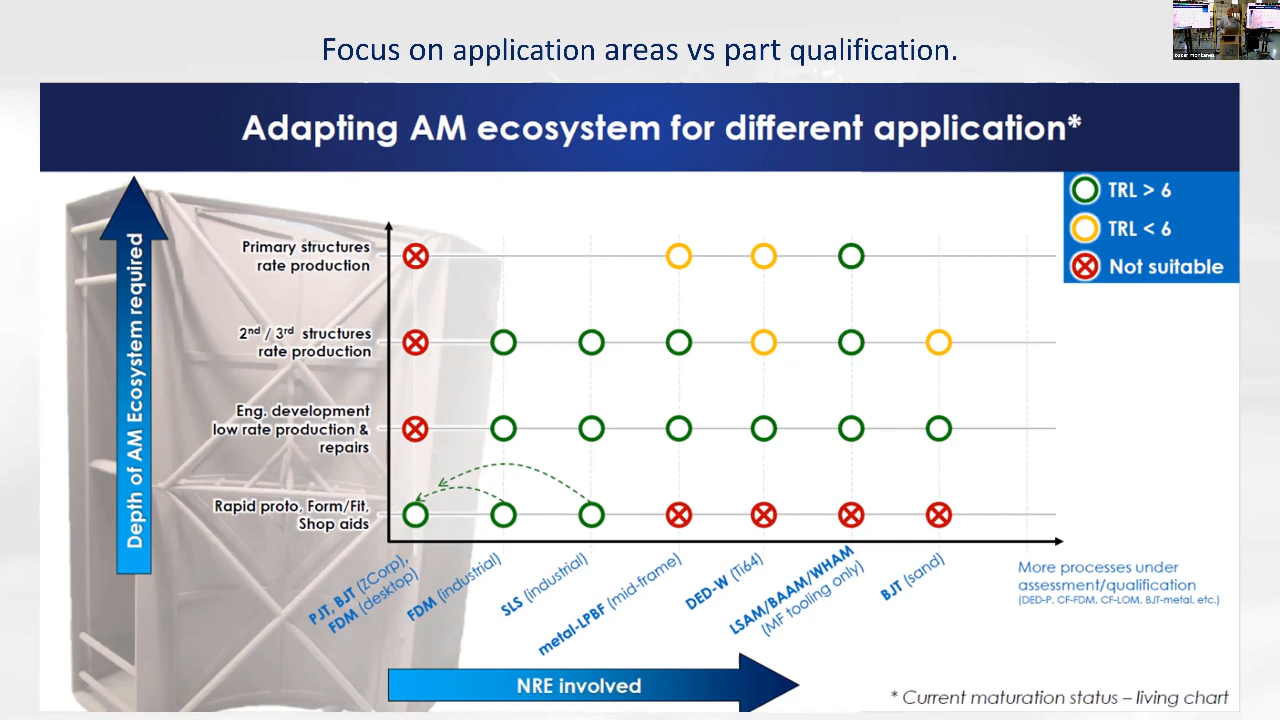 Focus on application areas vs part qualification.
Adapting AM ecosystem for different application*
TRL > 6
TRL < 6
Not suitable
Depth of AM Ecosystem required
Primary structures
rate production
2nd / 3rd structures
rate production
Eng. development
low rate production &
repairs
Rapid proto, Form/Fit,
Shop aids
PJT, BJT (ZCorp),
FDM (desktop)
FDM (industrial)
SLS (industrial)
metal-LPBF (mid-frame)
DED-W (Ti64)
LSAM/BAAM/WHAM
(MF tooling only)
BJT (sand)
More processes under
assessment/qualification
(DED-P, CF-FDM, CF-LOM, BJT-metal, etc.)
NRE involved
* Current maturation status – living chart